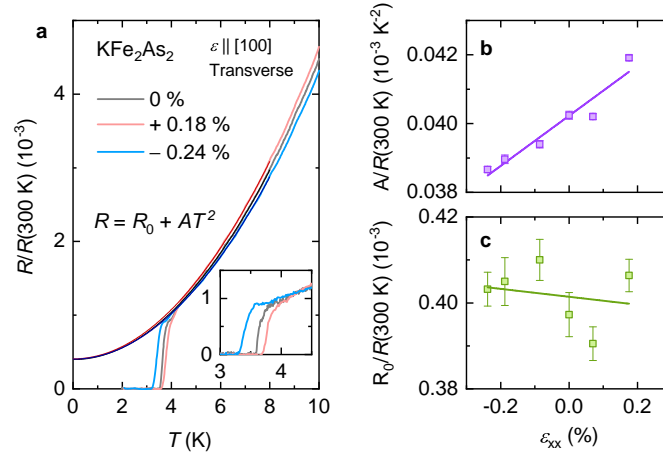 a
KFe₂As₂
ε || [100]
Transverse
0 %
+ 0.18 %
– 0.24 %
R = R₀ + AT²
R/R(300 K) (10⁻³)
4
2
0
0 2 4 6 8 10
T (K)
1
0
3 4
b
A/R(300 K) (10⁻³ K⁻²)
0.042
0.040
0.038
c
R₀/R(300 K) (10⁻³)
0.42
0.40
0.38
-0.2 0.0 0.2
εxx (%)